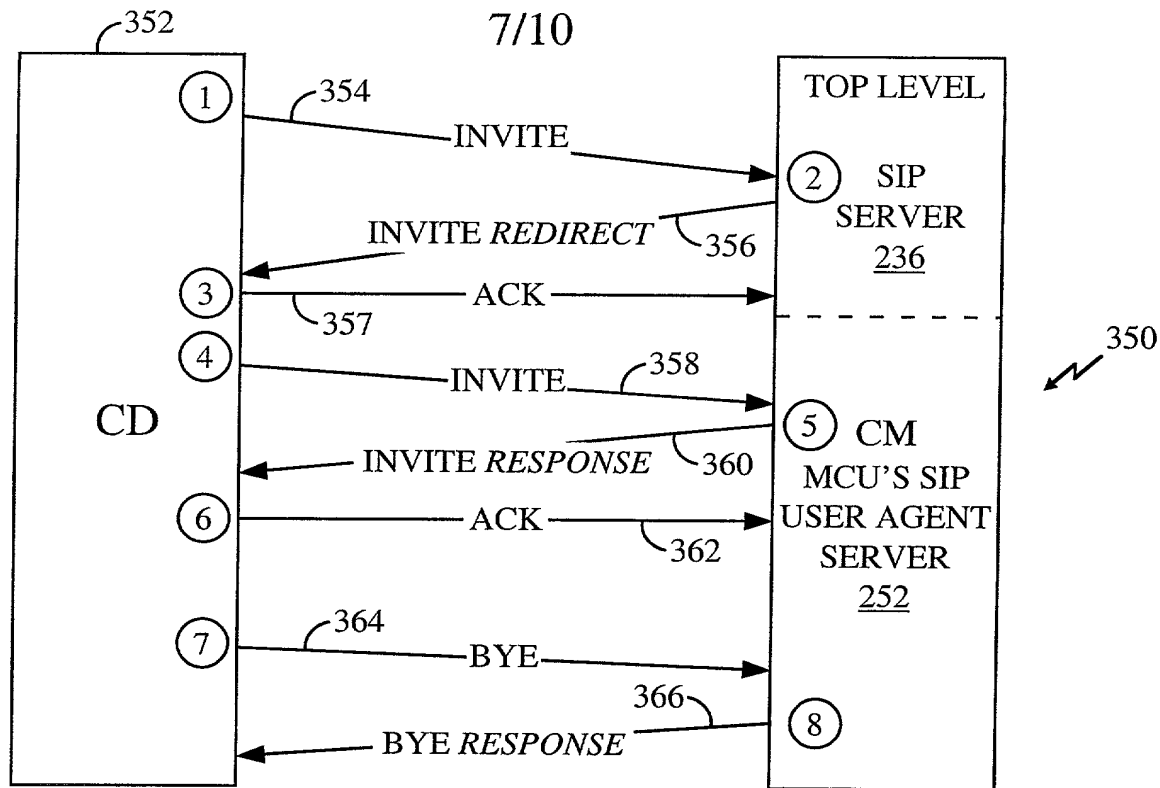 7/10
352
1
354
INVITE
TOP LEVEL
2
SIP
SERVER
236
INVITE REDIRECT
356
3
ACK
357
350
4
358
INVITE
CD
5
CM
MCU'S SIP
USER AGENT
SERVER
252
INVITE RESPONSE
360
6
ACK
362
7
364
BYE
366
8
BYE RESPONSE